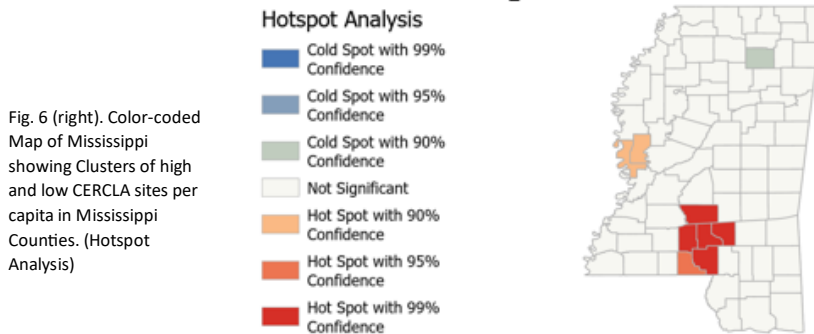 Fig. 6 (right). Color-coded
Map of Mississippi
showing Clusters of high
and low CERCLA sites per
capita in Mississippi
Counties. (Hotspot
Analysis)
Hotspot Analysis
Cold Spot with 99%
Confidence
Cold Spot with 95%
Confidence
Cold Spot with 90%
Confidence
Not Significant
Hot Spot with 90%
Confidence
Hot Spot with 95%
Confidence
Hot Spot with 99%
Confidence